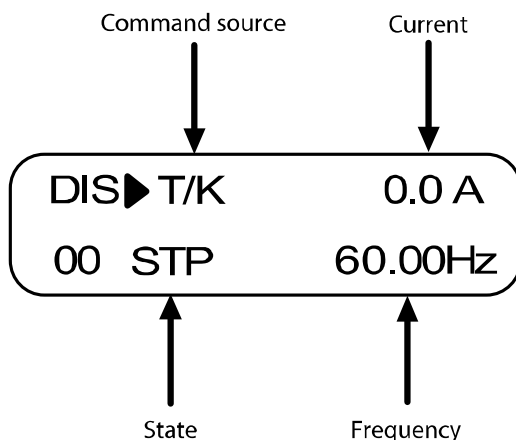 Command source Current
DIS▶T/K 0.0 A
00 STP 60.00Hz
State Frequency